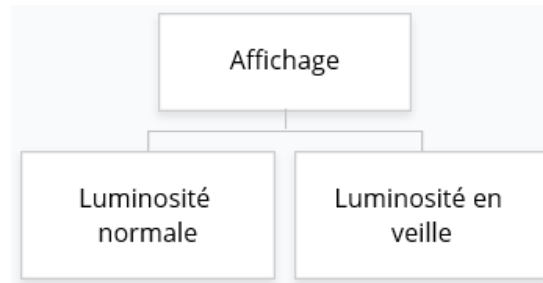 Affichage
Luminosité
normale
Luminosité en
veille